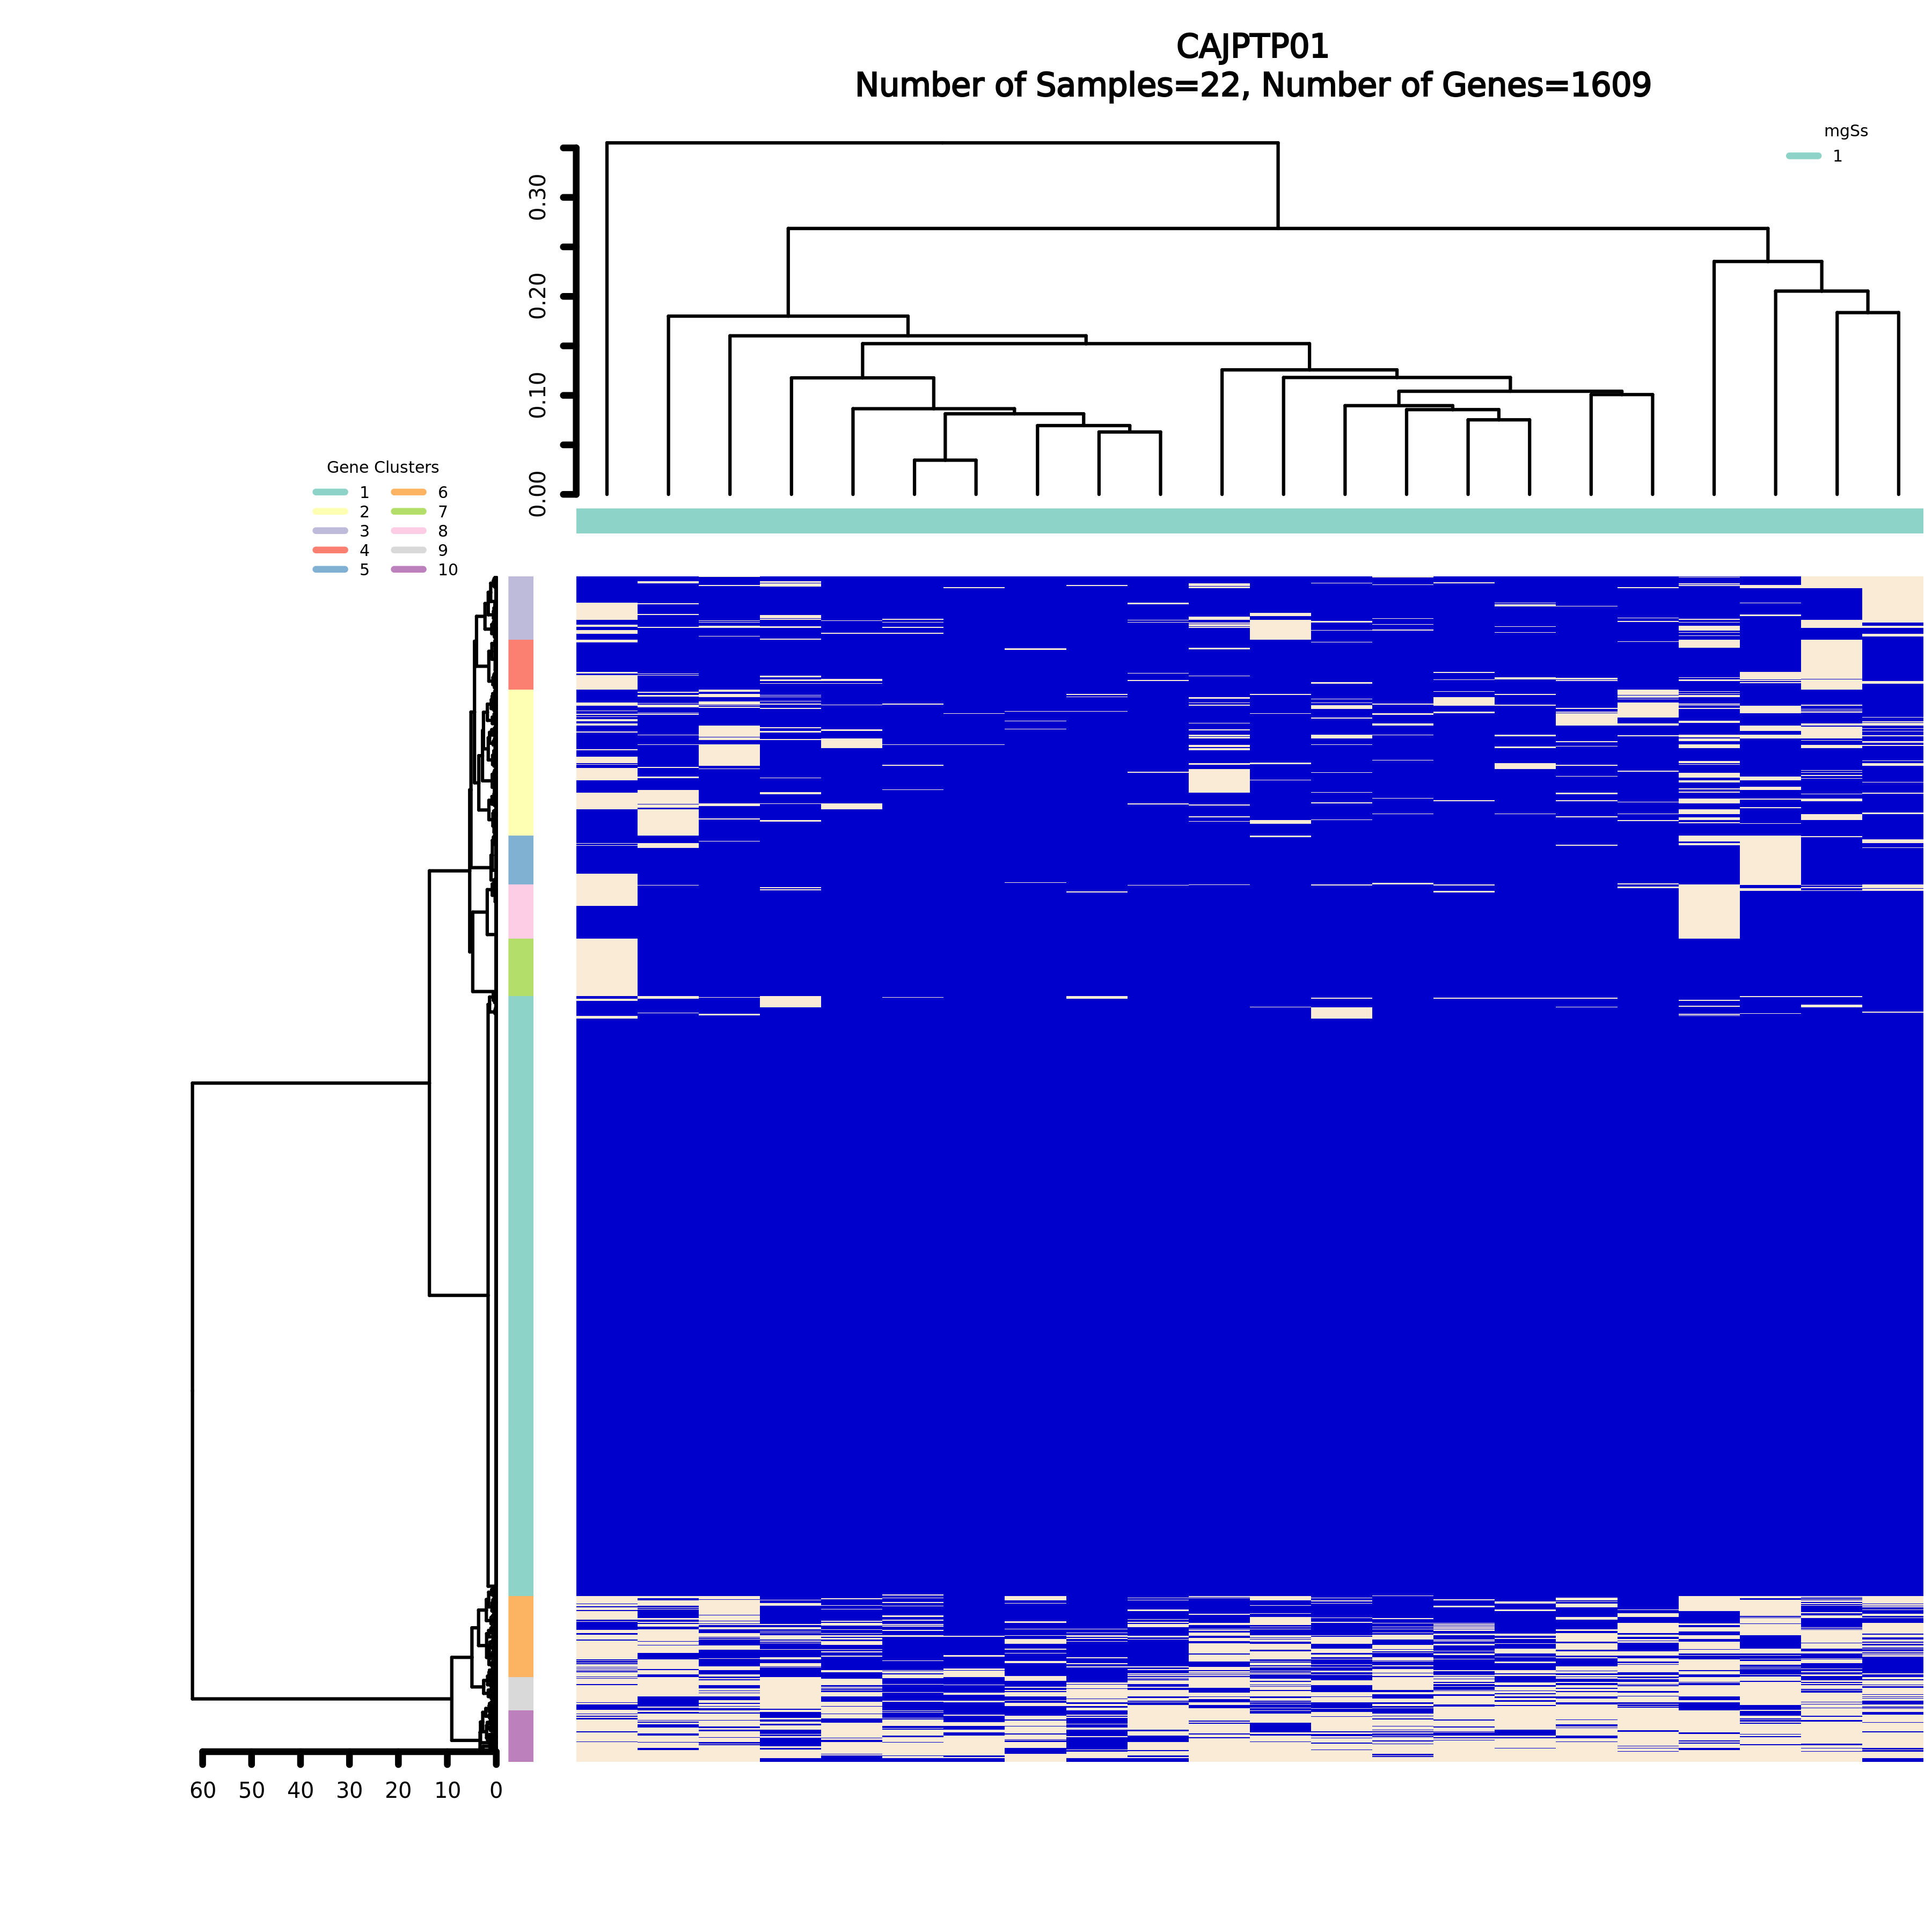 CAJPTP01
Number of Samples=22, Number of Genes=1609
mgSs
1
0.30
0.20
0.10
0.00
Gene Clusters
1 6
2 7
3 8
4 9
5 10
60 50 40 30 20 10 0